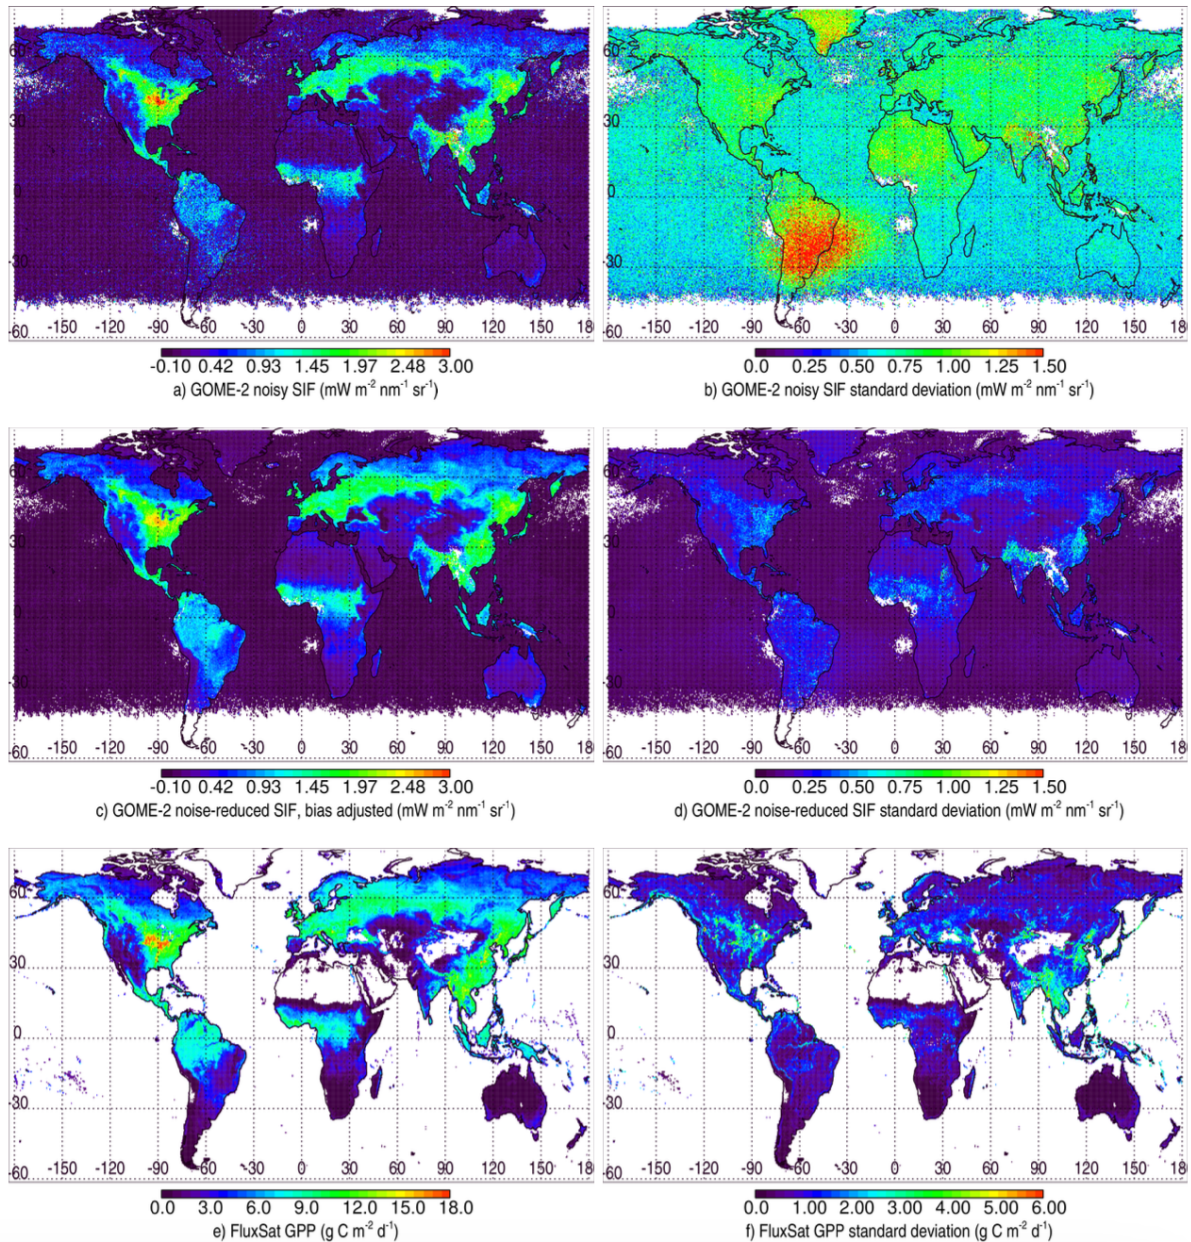 60
30
0
-30
-60 -150 -120 -90 -60 -30 0 30 60 90 120 150 180
-0.10 0.42 0.93 1.45 1.97 2.48 3.00
a) GOME-2 noisy SIF (mW m⁻² nm⁻¹ sr⁻¹)
60
30
0
-30
-60 -150 -120 -90 -60 -30 0 30 60 90 120 150 180
0.0 0.25 0.50 0.75 1.00 1.25 1.50
b) GOME-2 noisy SIF standard deviation (mW m⁻² nm⁻¹ sr⁻¹)
60
30
0
-30
-60 -150 -120 -90 -60 -30 0 30 60 90 120 150 180
-0.10 0.42 0.93 1.45 1.97 2.48 3.00
c) GOME-2 noise-reduced SIF, bias adjusted (mW m⁻² nm⁻¹ sr⁻¹)
60
30
0
-30
-60 -150 -120 -90 -60 -30 0 30 60 90 120 150 180
0.0 0.25 0.50 0.75 1.00 1.25 1.50
d) GOME-2 noise-reduced SIF standard deviation (mW m⁻² nm⁻¹ sr⁻¹)
60
30
0
-30
-60 -150 -120 -90 -60 -30 0 30 60 90 120 150 180
0.0 3.0 6.0 9.0 12.0 15.0 18.0
e) FluxSat GPP (g C m⁻² d⁻¹)
60
30
0
-30
-60 -150 -120 -90 -60 -30 0 30 60 90 120 150 180
0.0 1.00 2.00 3.00 4.00 5.00 6.00
f) FluxSat GPP standard deviation (g C m⁻² d⁻¹)